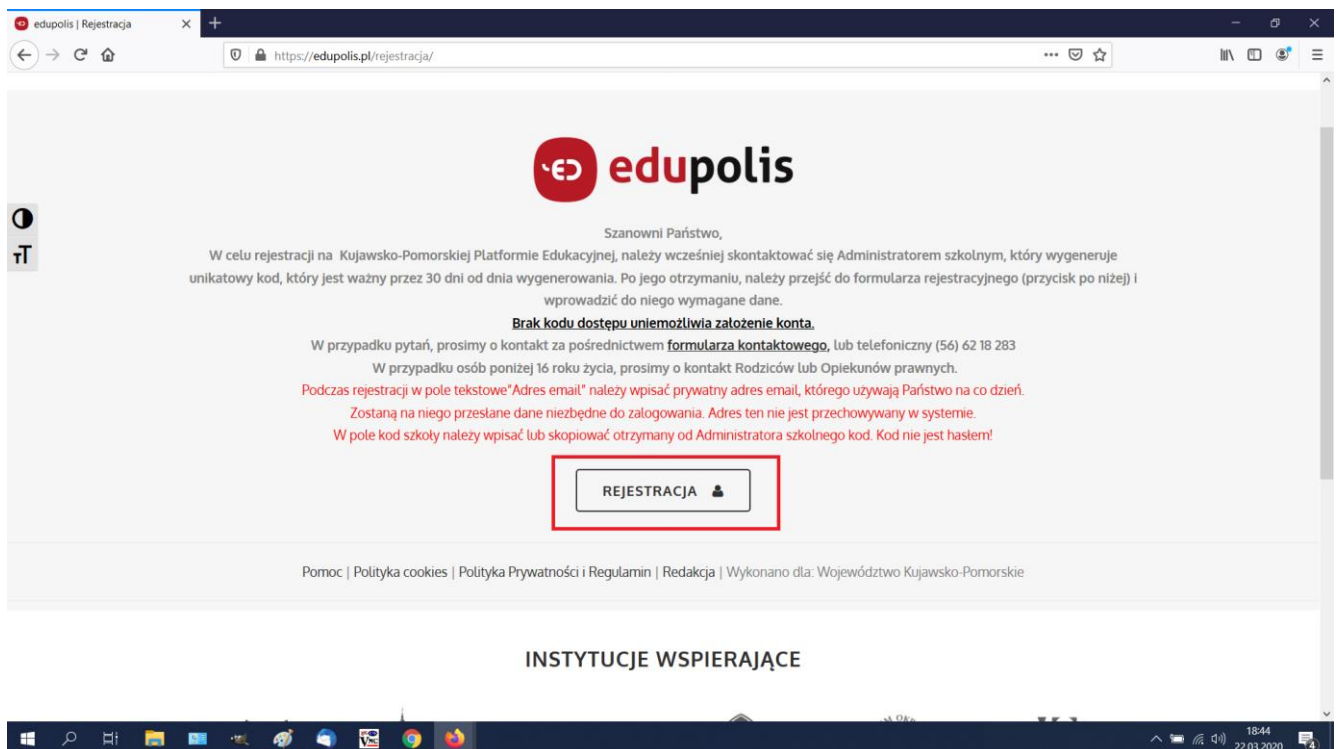 edupolis | Rejestracja
https://edupolis.pl/rejestracja/
edupolis
Szanowni Państwo,
W celu rejestracji na Kujawsko-Pomorskiej Platformie Edukacyjnej, należy wcześniej skontaktować się Administratorem szkolnym, który wygeneruje
unikatowy kod, który jest ważny przez 30 dni od dnia wygenerowania. Po jego otrzymaniu, należy przejść do formularza rejestracyjnego (przycisk po niżej) i
wprowadzić do niego wymagane dane.
Brak kodu dostępu uniemożliwia założenie konta.
W przypadku pytań, prosimy o kontakt za pośrednictwem formularza kontaktowego, lub telefoniczny (56) 62 18 283
W przypadku osób poniżej 16 roku życia, prosimy o kontakt Rodziców lub Opiekunów prawnych.
Podczas rejestracji w pole tekstowe"Adres email" należy wpisać prywatny adres email, którego używają Państwo na co dzień.
Zostaną na niego przesłane dane niezbędne do zalogowania. Adres ten nie jest przechowywany w systemie.
W pole kod szkoły należy wpisać lub skopiować otrzymany od Administratora szkolnego kod. Kod nie jest hasłem!
REJESTRACJA
Pomoc | Polityka cookies | Polityka Prywatności i Regulamin | Redakcja | Wykonano dla: Województwo Kujawsko-Pomorskie
INSTYTUCJE WSPIERAJĄCE
18:44
22.03.2020